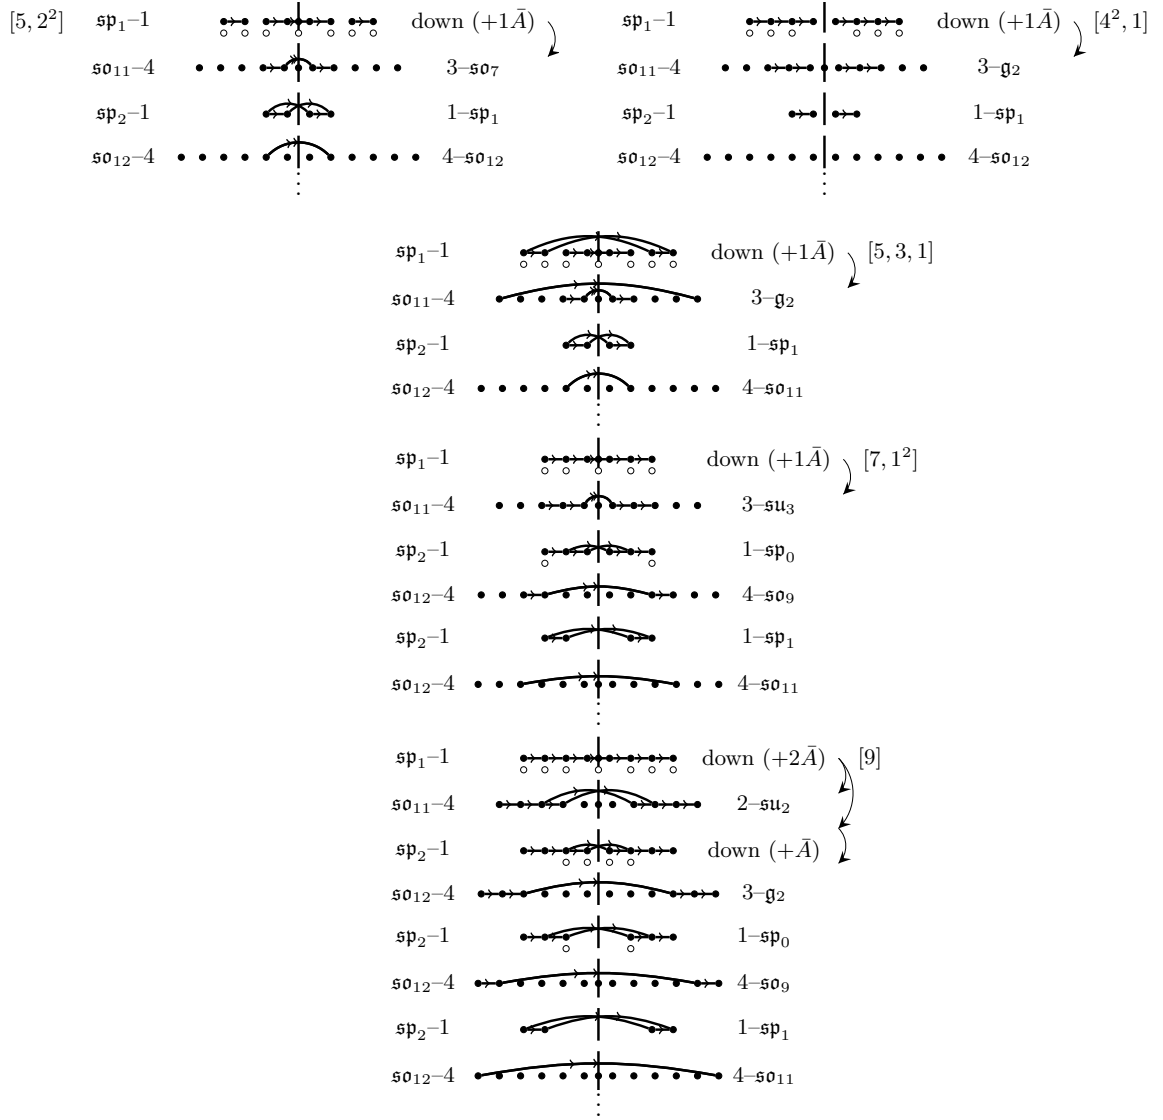 [5, 2²] 𝔰𝔭₁–1 down (+1Ā)
𝔰𝔬₁₁–4 3–𝔰𝔬₇
𝔰𝔭₂–1 1–𝔰𝔭₁
𝔰𝔬₁₂–4 4–𝔰𝔬₁₂
𝔰𝔭₁–1 down (+1Ā) [4², 1]
𝔰𝔬₁₁–4 3–𝔤₂
𝔰𝔭₂–1 1–𝔰𝔭₁
𝔰𝔬₁₂–4 4–𝔰𝔬₁₂
𝔰𝔭₁–1 down (+1Ā) [5, 3, 1]
𝔰𝔬₁₁–4 3–𝔤₂
𝔰𝔭₂–1 1–𝔰𝔭₁
𝔰𝔬₁₂–4 4–𝔰𝔬₁₁
𝔰𝔭₁–1 down (+1Ā) [7, 1²]
𝔰𝔬₁₁–4 3–𝔰𝔲₃
𝔰𝔭₂–1 1–𝔰𝔭₀
𝔰𝔬₁₂–4 4–𝔰𝔬₉
𝔰𝔭₂–1 1–𝔰𝔭₁
𝔰𝔬₁₂–4 4–𝔰𝔬₁₁
𝔰𝔭₁–1 down (+2Ā) [9]
𝔰𝔬₁₁–4 2–𝔰𝔲₂
𝔰𝔭₂–1 down (+Ā)
𝔰𝔬₁₂–4 3–𝔤₂
𝔰𝔭₂–1 1–𝔰𝔭₀
𝔰𝔬₁₂–4 4–𝔰𝔬₉
𝔰𝔭₂–1 1–𝔰𝔭₁
𝔰𝔬₁₂–4 4–𝔰𝔬₁₁